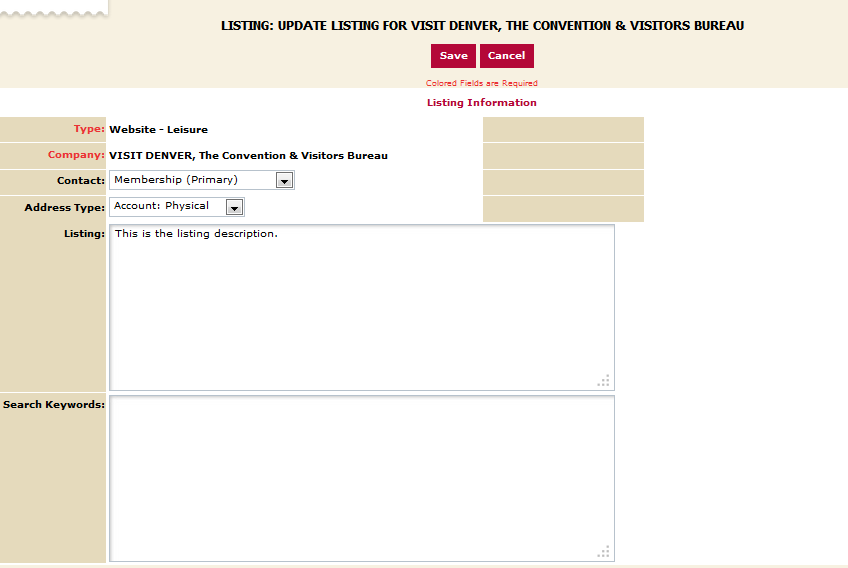 LISTING: UPDATE LISTING FOR VISIT DENVER, THE CONVENTION & VISITORS BUREAU
Save Cancel
Colored Fields are Required
Listing Information
Type: Website - Leisure
Company: VISIT DENVER, The Convention & Visitors Bureau
Contact: Membership (Primary)
Address Type: Account: Physical
Listing: This is the listing description.
Search Keywords: